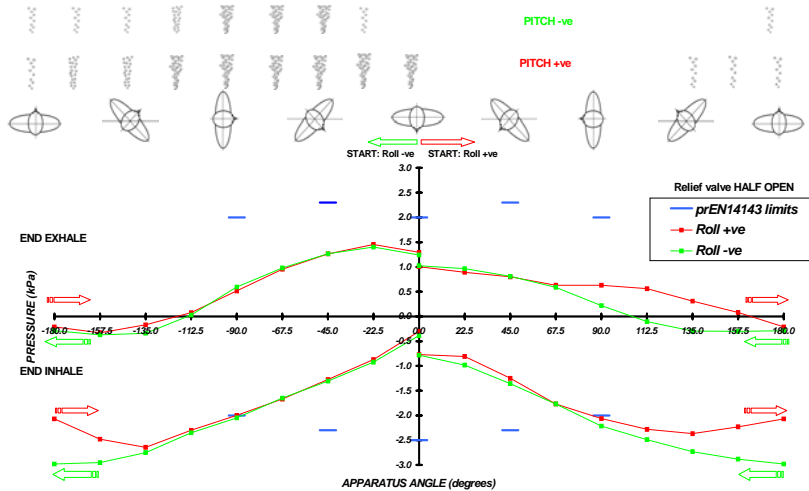 PITCH -ve
PITCH +ve
START: Roll -ve
START: Roll +ve
Relief valve HALF OPEN
prEN14143 limits
Roll +ve
Roll -ve
END EXHALE
END INHALE
PRESSURE (kPa)
3.0
2.5
2.0
1.5
1.0
0.5
0.0
-0.5
-1.0
-1.5
-2.0
-2.5
-3.0
-180.0 -157.5 -135.0 -112.5 -90.0 -67.5 -45.0 -22.5 0.0 22.5 45.0 67.5 90.0 112.5 135.0 157.5 180.0
APPARATUS ANGLE (degrees)